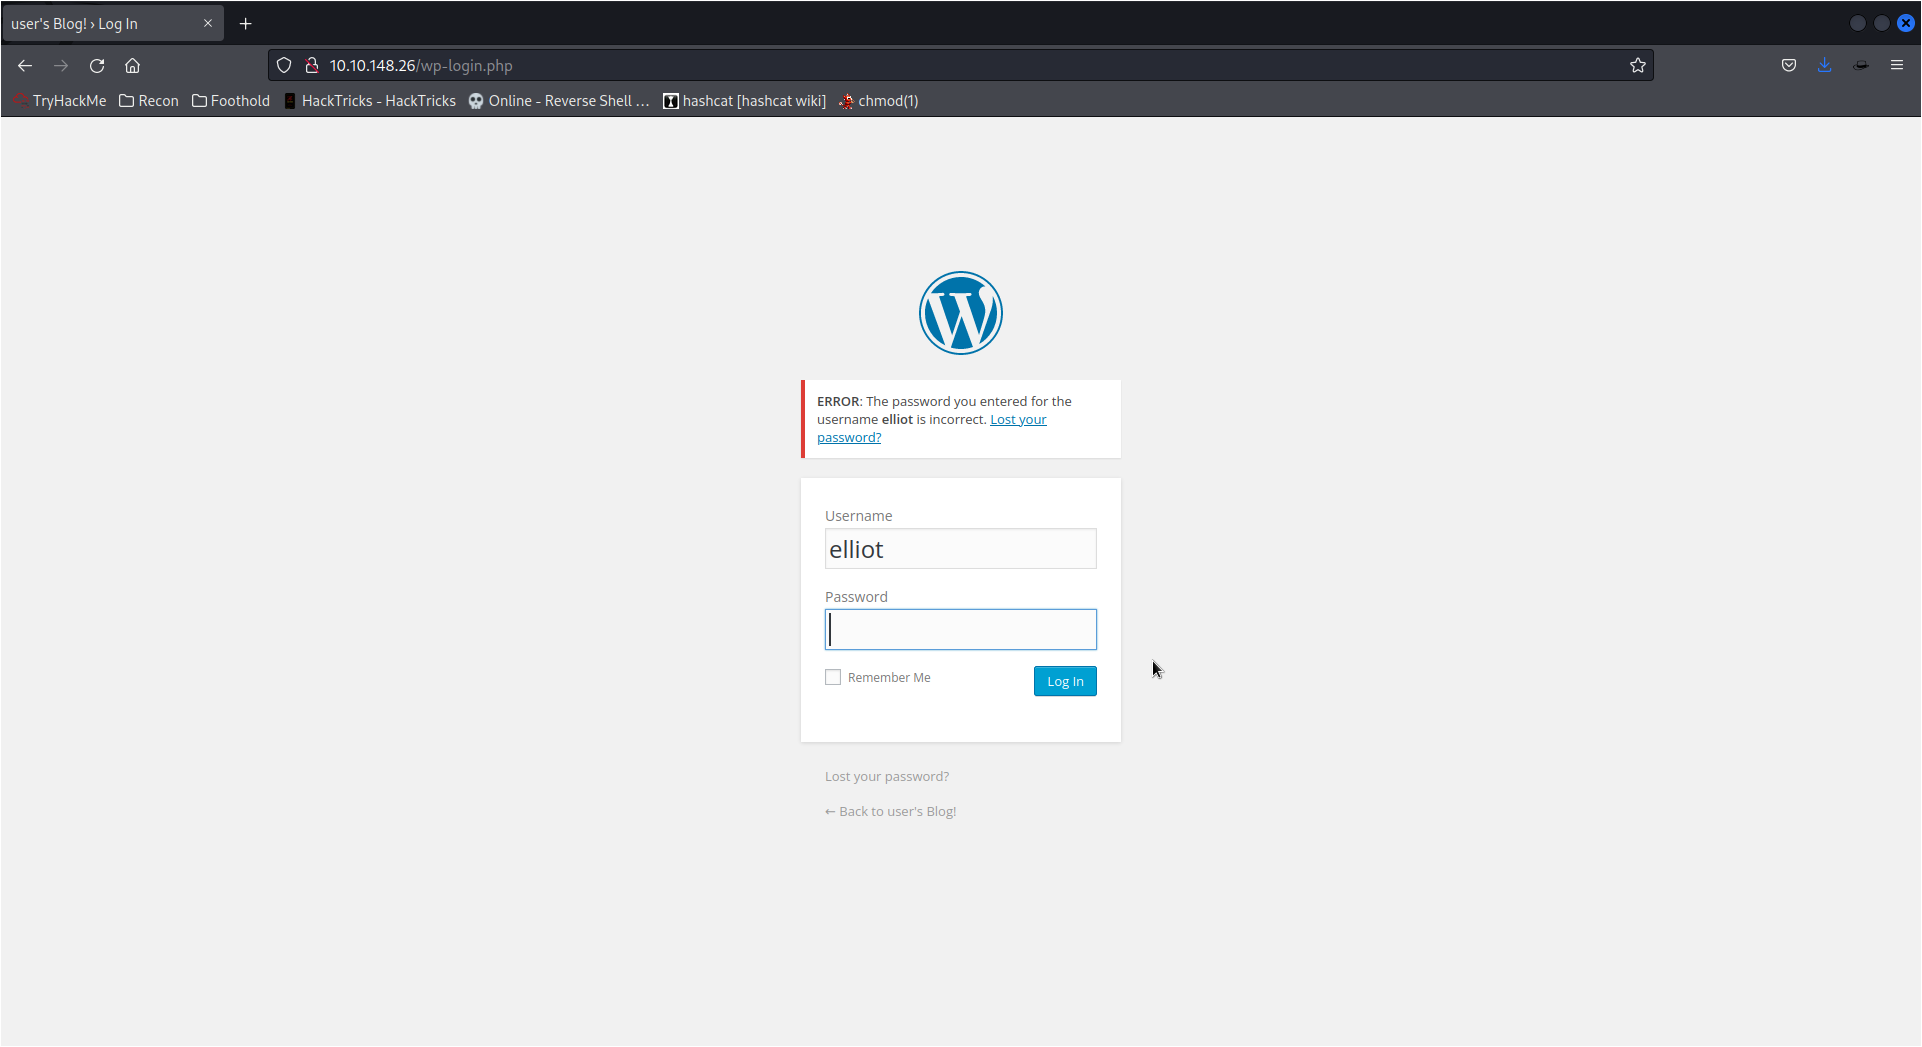 user's Blog! › Log In
10.10.148.26/wp-login.php
TryHackMe Recon Foothold HackTricks - HackTricks Online - Reverse Shell … hashcat [hashcat wiki] chmod(1)
W
ERROR: The password you entered for the
username elliot is incorrect. Lost your
password?
Username
elliot
Password
Remember Me Log In
Lost your password?
← Back to user's Blog!